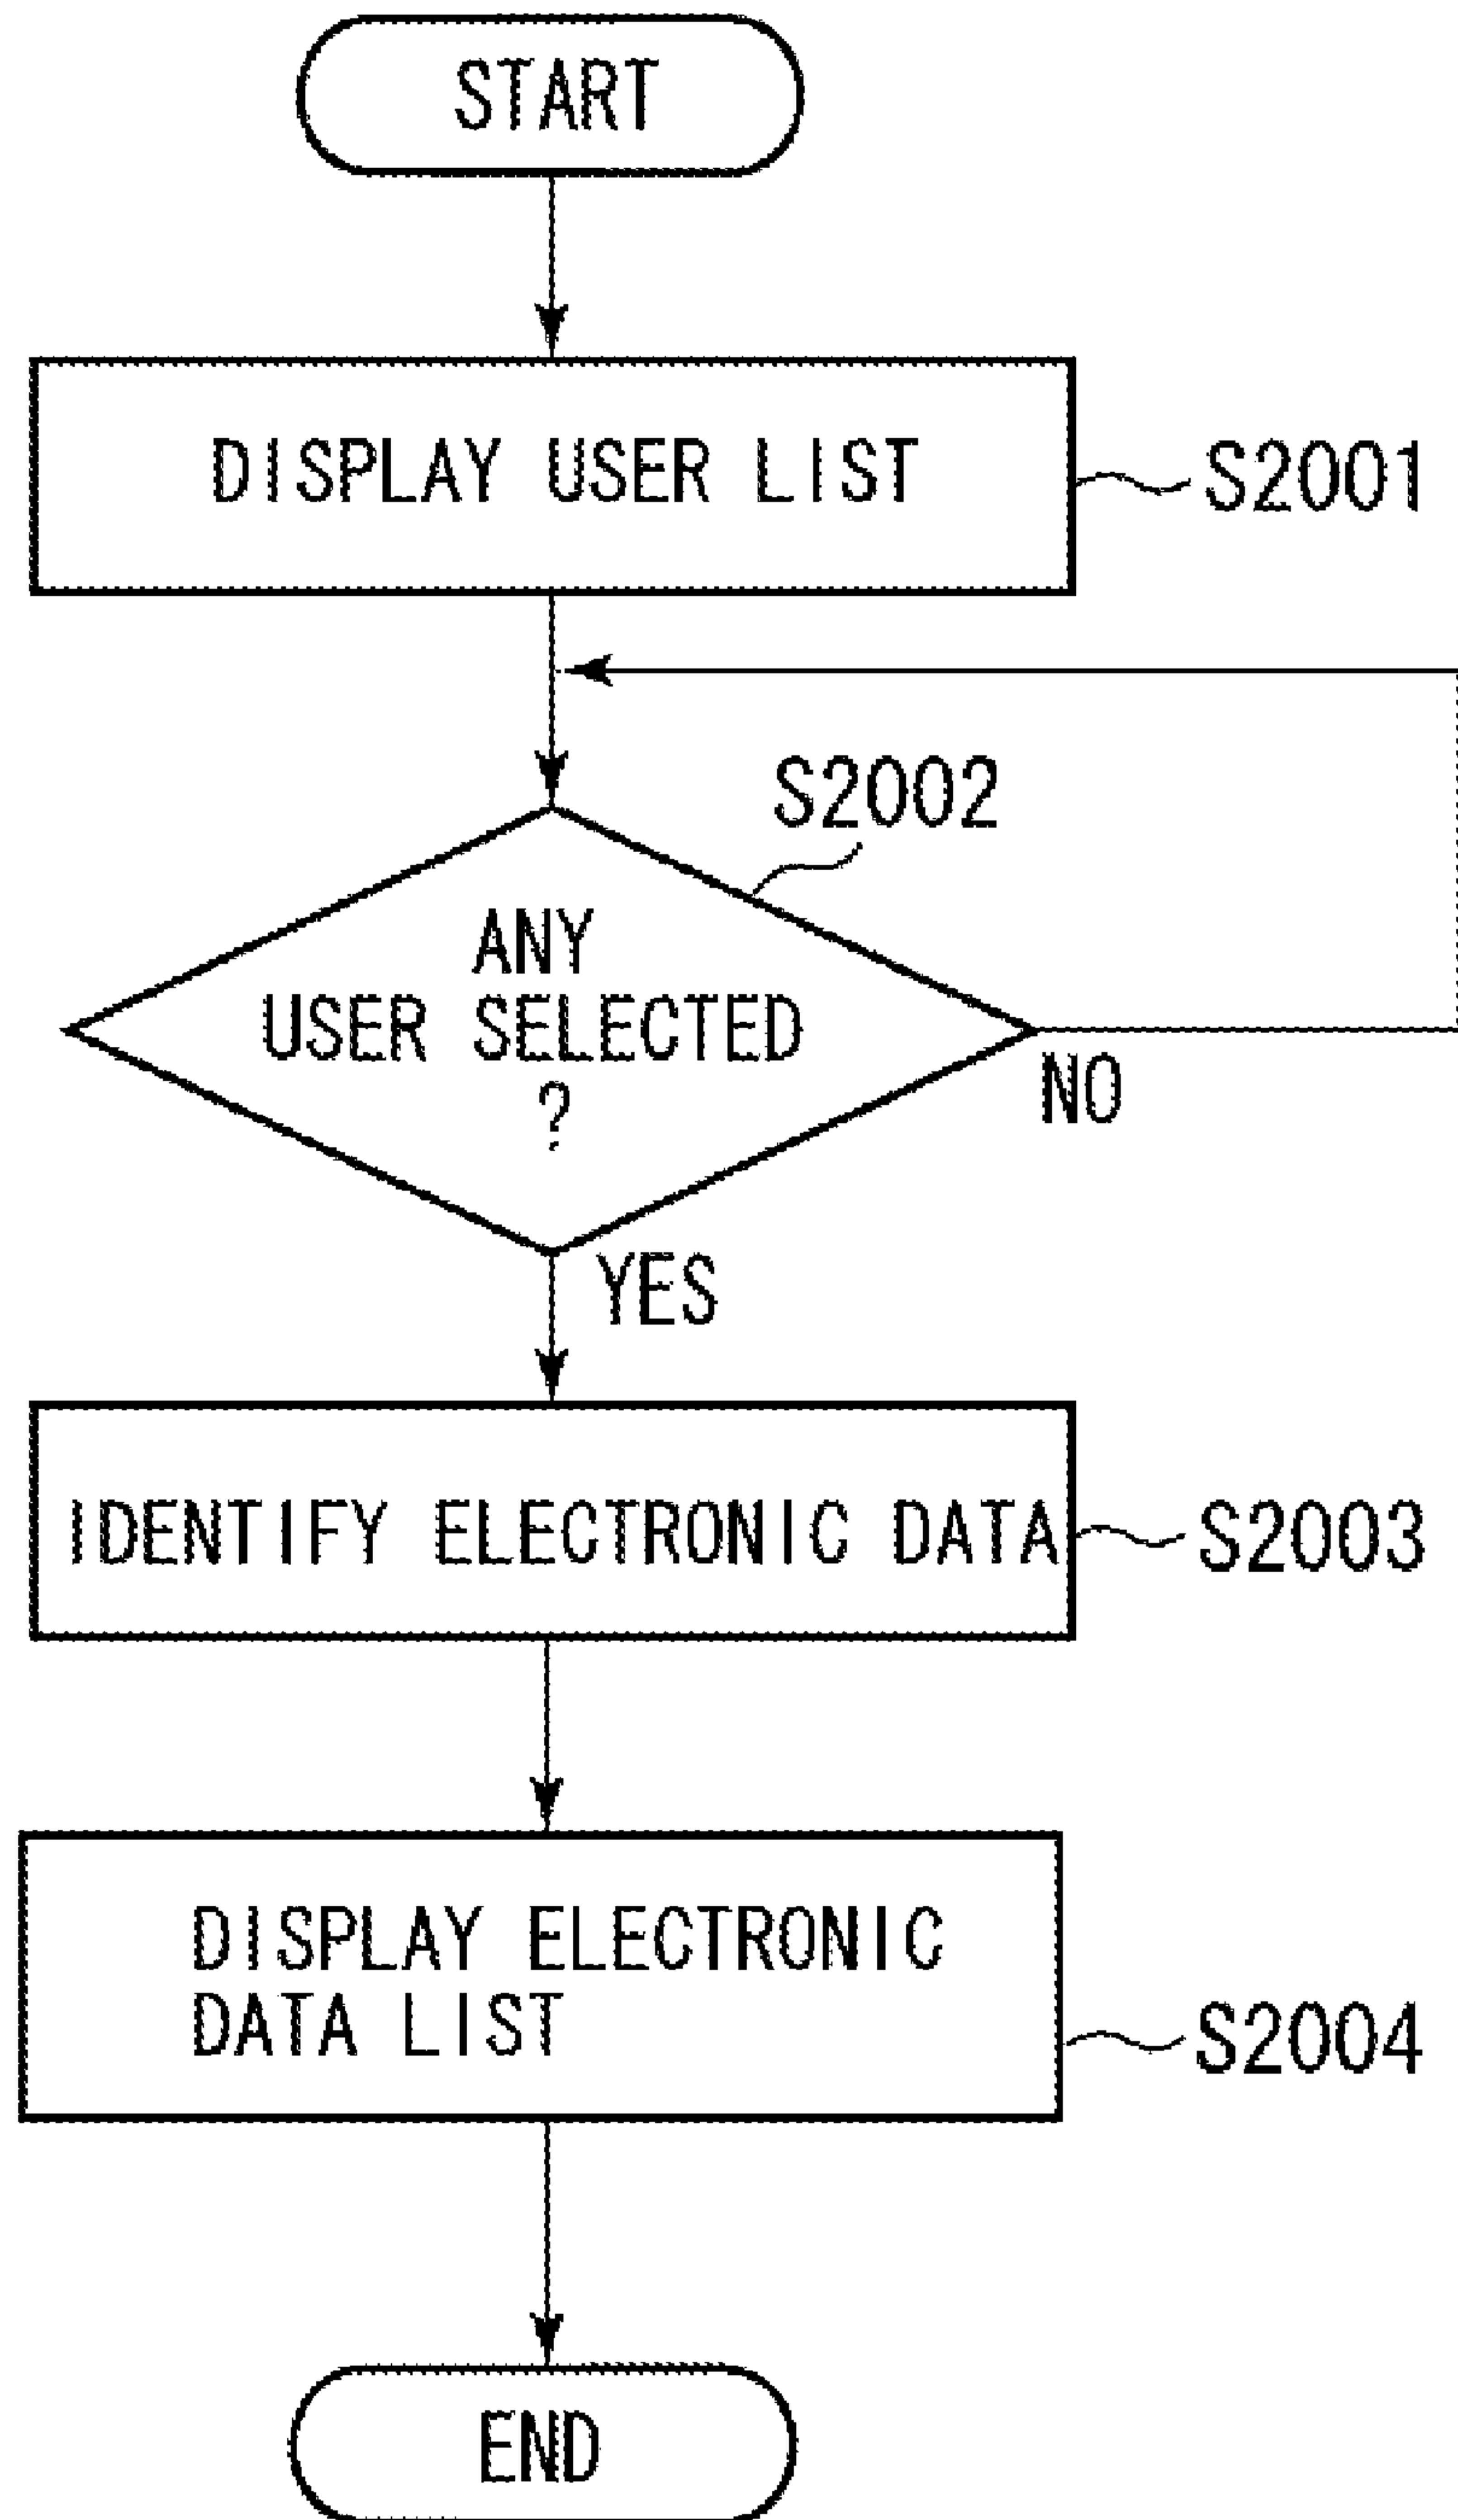 START
DISPLAY USER LIST
S2001
S2002
ANY
USER SELECTED
?
NO
YES
IDENTIFY ELECTRONIC DATA
S2003
DISPLAY ELECTRONIC
DATA LIST
S2004
END